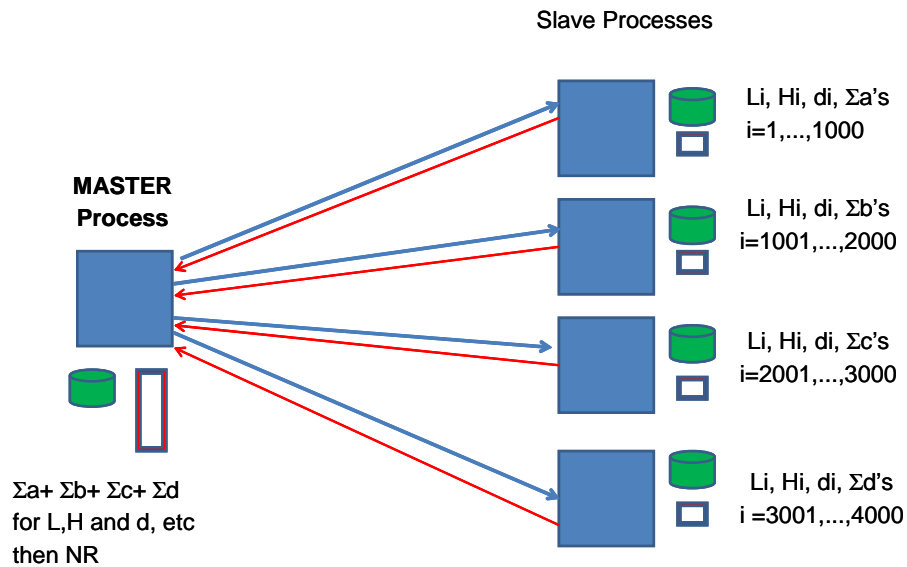 Slave Processes
Li, Hi, di, Σa's
i=1,...,1000
MASTER
Process
Li, Hi, di, Σb's
i=1001,...,2000
Li, Hi, di, Σc's
i=2001,...,3000
Σa+ Σb+ Σc+ Σd
for L,H and d, etc
then NR
Li, Hi, di, Σd's
i =3001,...,4000